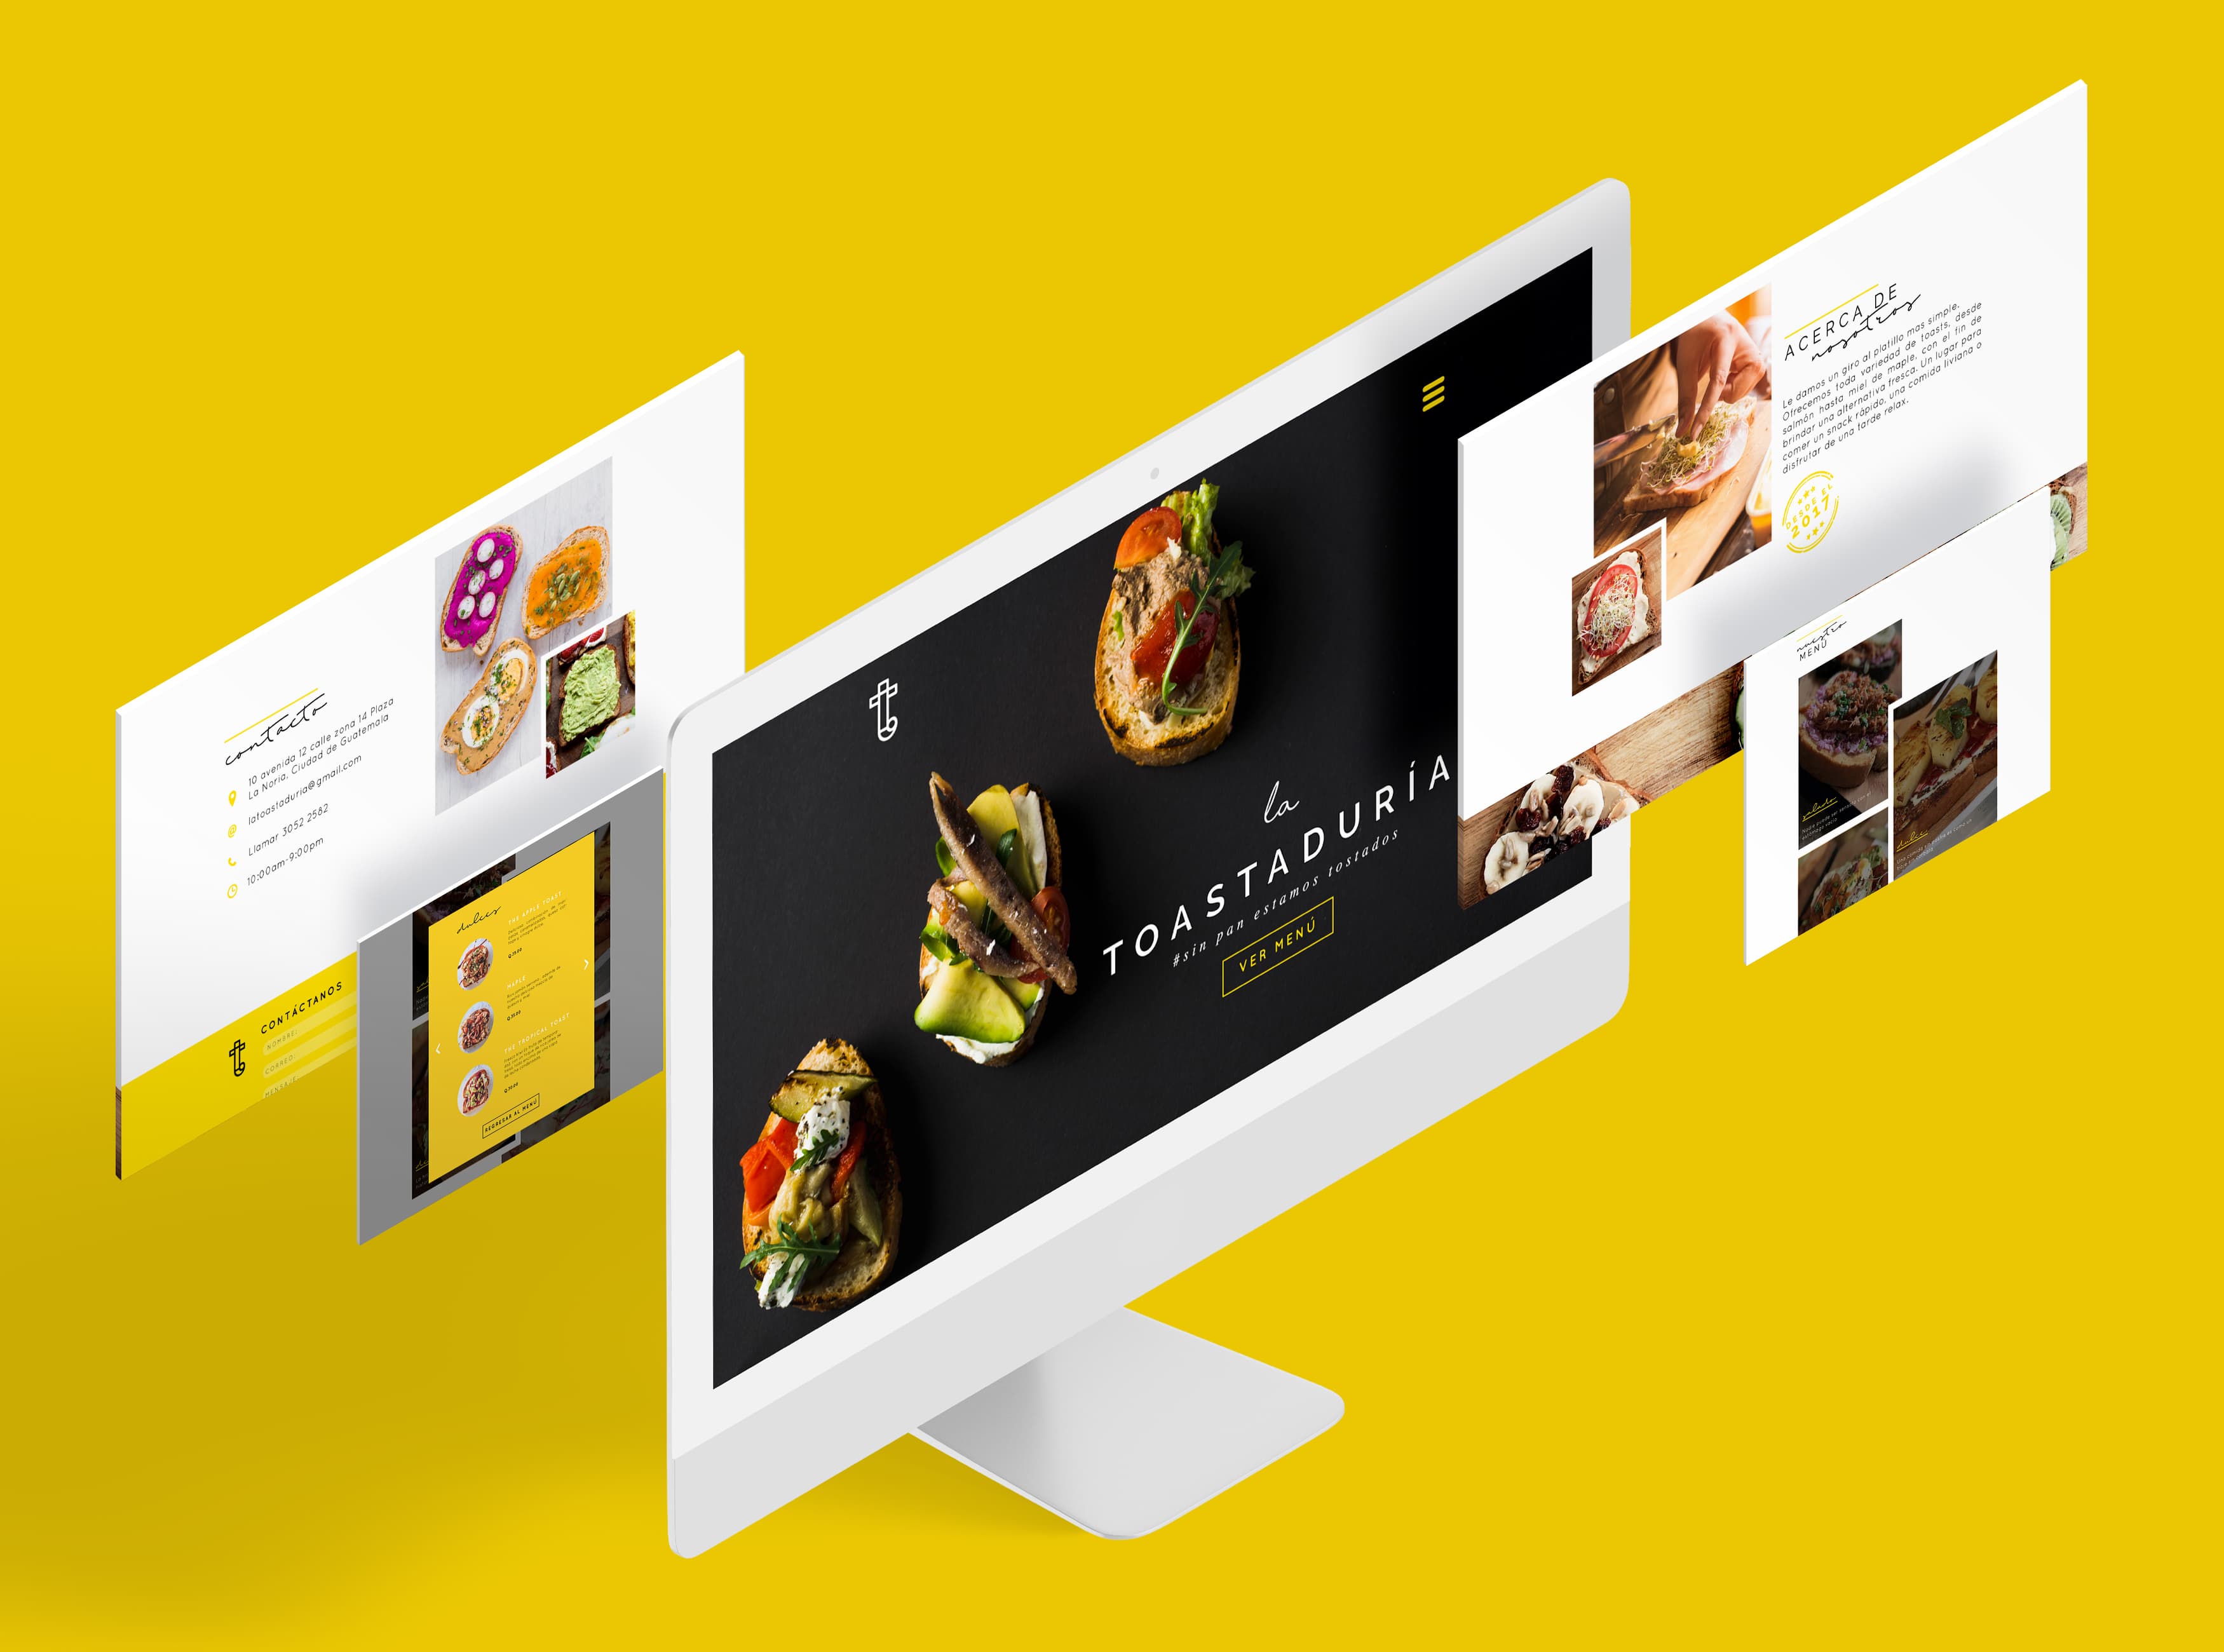 contacto
10 avenida 12 calle zona 14 Plaza
La Noria, Ciudad de Guatemala
latoastaduria@gmail.com
Llamar 3052 2582
10:00am-9:00pm
t
CONTÁCTANOS
NOMBRE:
CORREO:
MENSAJE
dulces
THE APPLE TOAST
MAPLE
THE TROPICAL TOAST
REGRESAR AL MENÚ
t
la
TOASTADURÍA
#sin pan estamos tostados
VER MENÚ
ACERCA DE
nosotros
Le damos un giro al platillo mas simple.
Ofrecemos toda variedad de toasts, desde
salmón hasta miel de maple, con el fin de
brindar una alternativa fresca. Un lugar para
comer un snack rápido, una comida liviana o
disfrutar de una tarde relax.
DESDE EL
2017
nuestro
MENÚ
salado
dulce